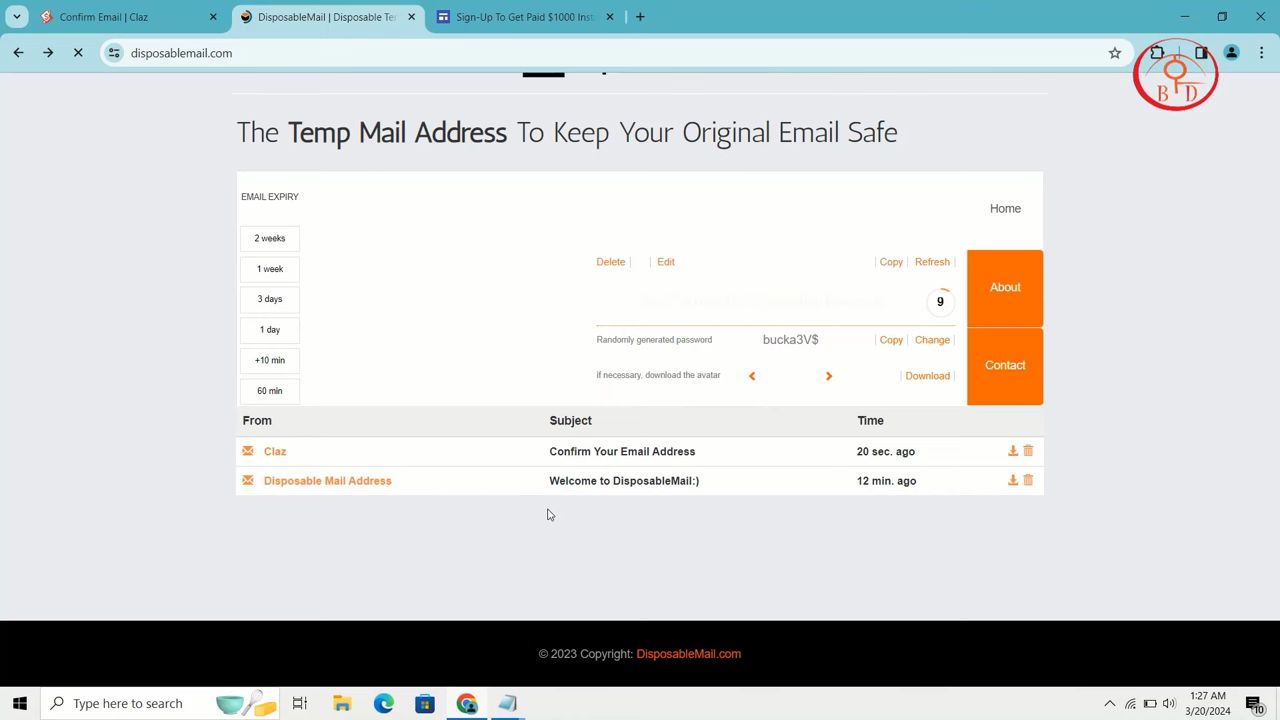 Confirm Email | Claz
DisposableMail | Disposable Te
Sign-Up To Get Paid $1000 Inst
disposablemail.com
B D
The Temp Mail Address To Keep Your Original Email Safe
EMAIL EXPIRY
Home
2 weeks
Delete
Edit
Copy
Refresh
1 week
About
3 days
9
1 day
Randomly generated password
bucka3V$
Copy
Change
+10 min
Contact
if necessary, download the avatar
Download
60 min
From
Subject
Time
Claz
Confirm Your Email Address
20 sec. ago
Disposable Mail Address
Welcome to DisposableMail:)
12 min. ago
© 2023 Copyright: DisposableMail.com
Type here to search
1:27 AM
3/20/2024
10